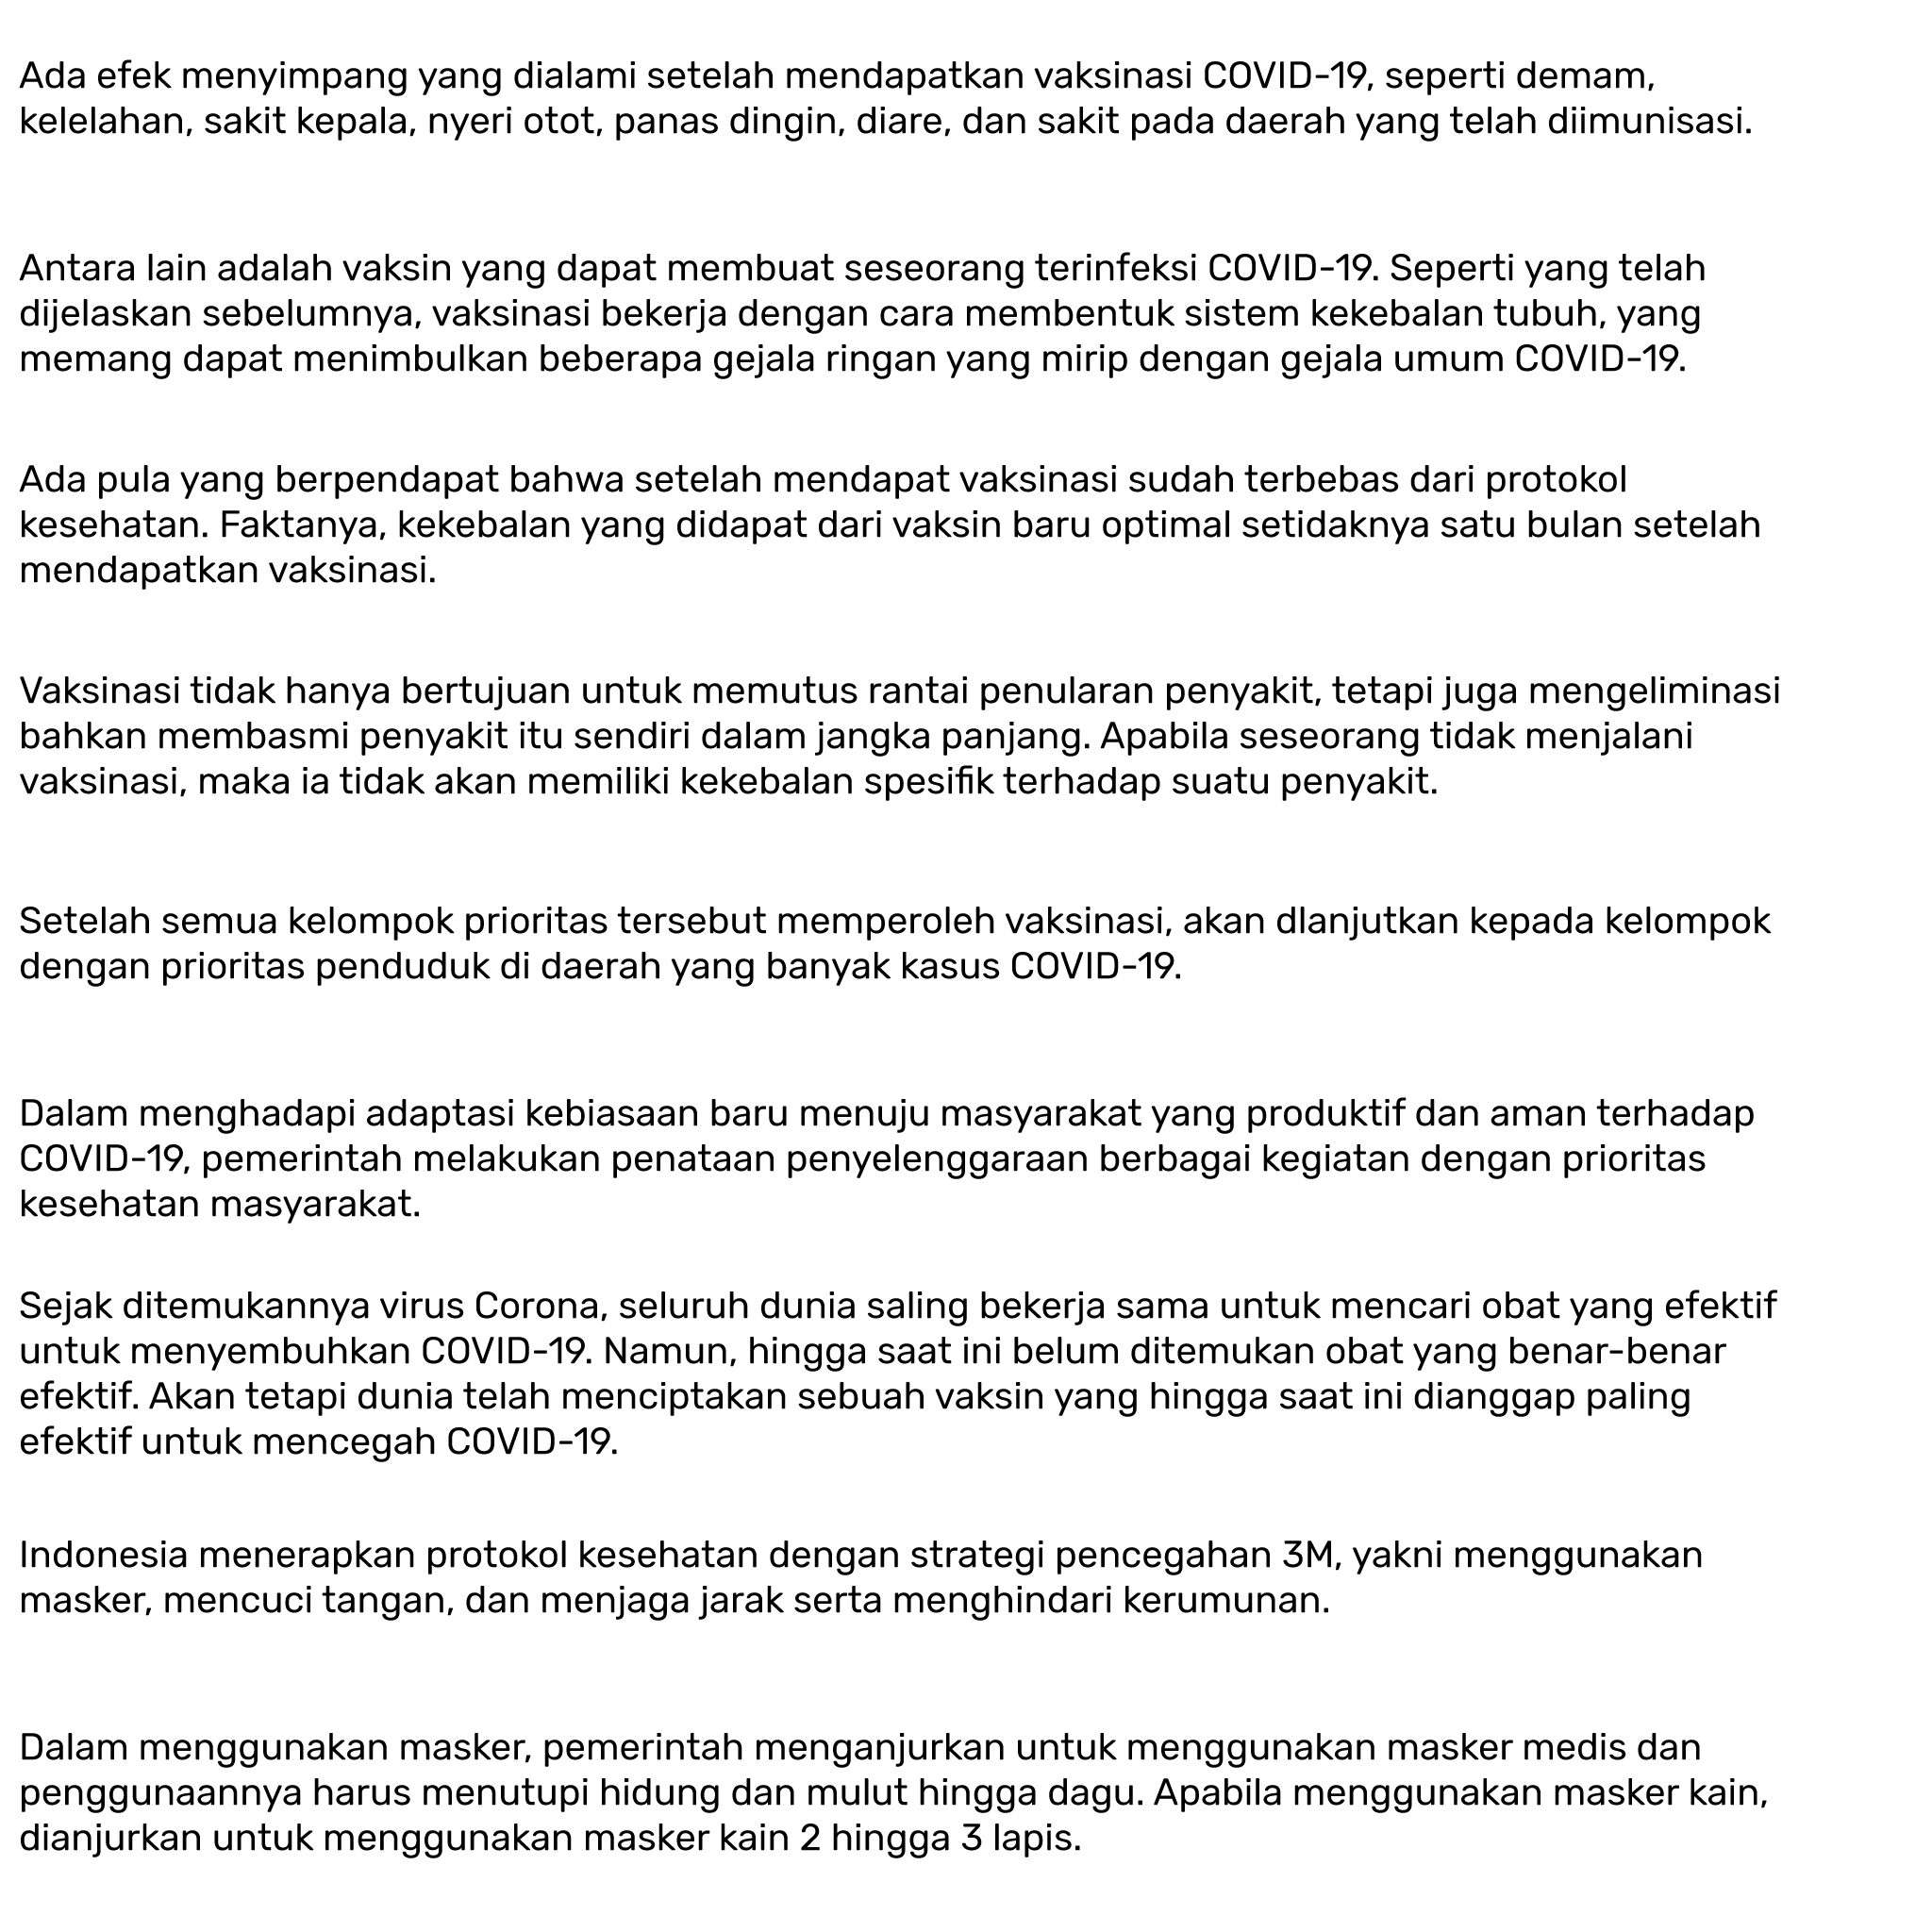 Ada efek menyimpang yang dialami setelah mendapatkan vaksinasi COVID-19, seperti demam,
kelelahan, sakit kepala, nyeri otot, panas dingin, diare, dan sakit pada daerah yang telah diimunisasi.
Antara lain adalah vaksin yang dapat membuat seseorang terinfeksi COVID-19. Seperti yang telah
dijelaskan sebelumnya, vaksinasi bekerja dengan cara membentuk sistem kekebalan tubuh, yang
memang dapat menimbulkan beberapa gejala ringan yang mirip dengan gejala umum COVID-19.
Ada pula yang berpendapat bahwa setelah mendapat vaksinasi sudah terbebas dari protokol
kesehatan. Faktanya, kekebalan yang didapat dari vaksin baru optimal setidaknya satu bulan setelah
mendapatkan vaksinasi.
Vaksinasi tidak hanya bertujuan untuk memutus rantai penularan penyakit, tetapi juga mengeliminasi
bahkan membasmi penyakit itu sendiri dalam jangka panjang. Apabila seseorang tidak menjalani
vaksinasi, maka ia tidak akan memiliki kekebalan spesifik terhadap suatu penyakit.
Setelah semua kelompok prioritas tersebut memperoleh vaksinasi, akan dlanjutkan kepada kelompok
dengan prioritas penduduk di daerah yang banyak kasus COVID-19.
Dalam menghadapi adaptasi kebiasaan baru menuju masyarakat yang produktif dan aman terhadap
COVID-19, pemerintah melakukan penataan penyelenggaraan berbagai kegiatan dengan prioritas
kesehatan masyarakat.
Sejak ditemukannya virus Corona, seluruh dunia saling bekerja sama untuk mencari obat yang efektif
untuk menyembuhkan COVID-19. Namun, hingga saat ini belum ditemukan obat yang benar-benar
efektif. Akan tetapi dunia telah menciptakan sebuah vaksin yang hingga saat ini dianggap paling
efektif untuk mencegah COVID-19.
Indonesia menerapkan protokol kesehatan dengan strategi pencegahan 3M, yakni menggunakan
masker, mencuci tangan, dan menjaga jarak serta menghindari kerumunan.
Dalam menggunakan masker, pemerintah menganjurkan untuk menggunakan masker medis dan
penggunaannya harus menutupi hidung dan mulut hingga dagu. Apabila menggunakan masker kain,
dianjurkan untuk menggunakan masker kain 2 hingga 3 lapis.